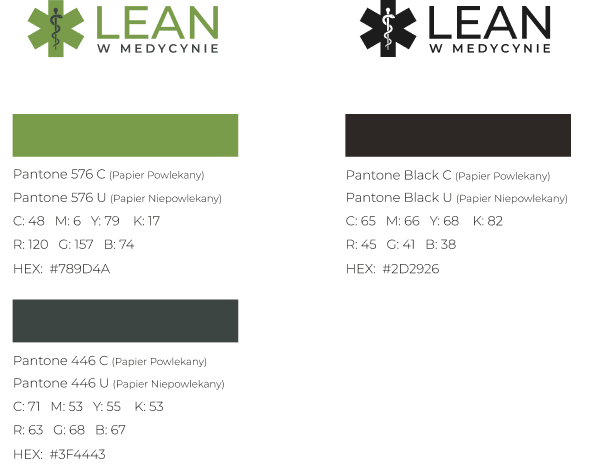 LEAN
W MEDYCYNIE
Pantone 576 C (Papier Powlekany)
Pantone 576 U (Papier Niepowlekany)
C: 48 M: 6 Y: 79 K: 17
R: 120 G: 157 B: 74
HEX: #789D4A
Pantone 446 C (Papier Powlekany)
Pantone 446 U (Papier Niepowlekany)
C: 71 M: 53 Y: 55 K: 53
R: 63 G: 68 B: 67
HEX: #3F4443
LEAN
W MEDYCYNIE
Pantone Black C (Papier Powlekany)
Pantone Black U (Papier Niepowlekany)
C: 65 M: 66 Y: 68 K: 82
R: 45 G: 41 B: 38
HEX: #2D2926